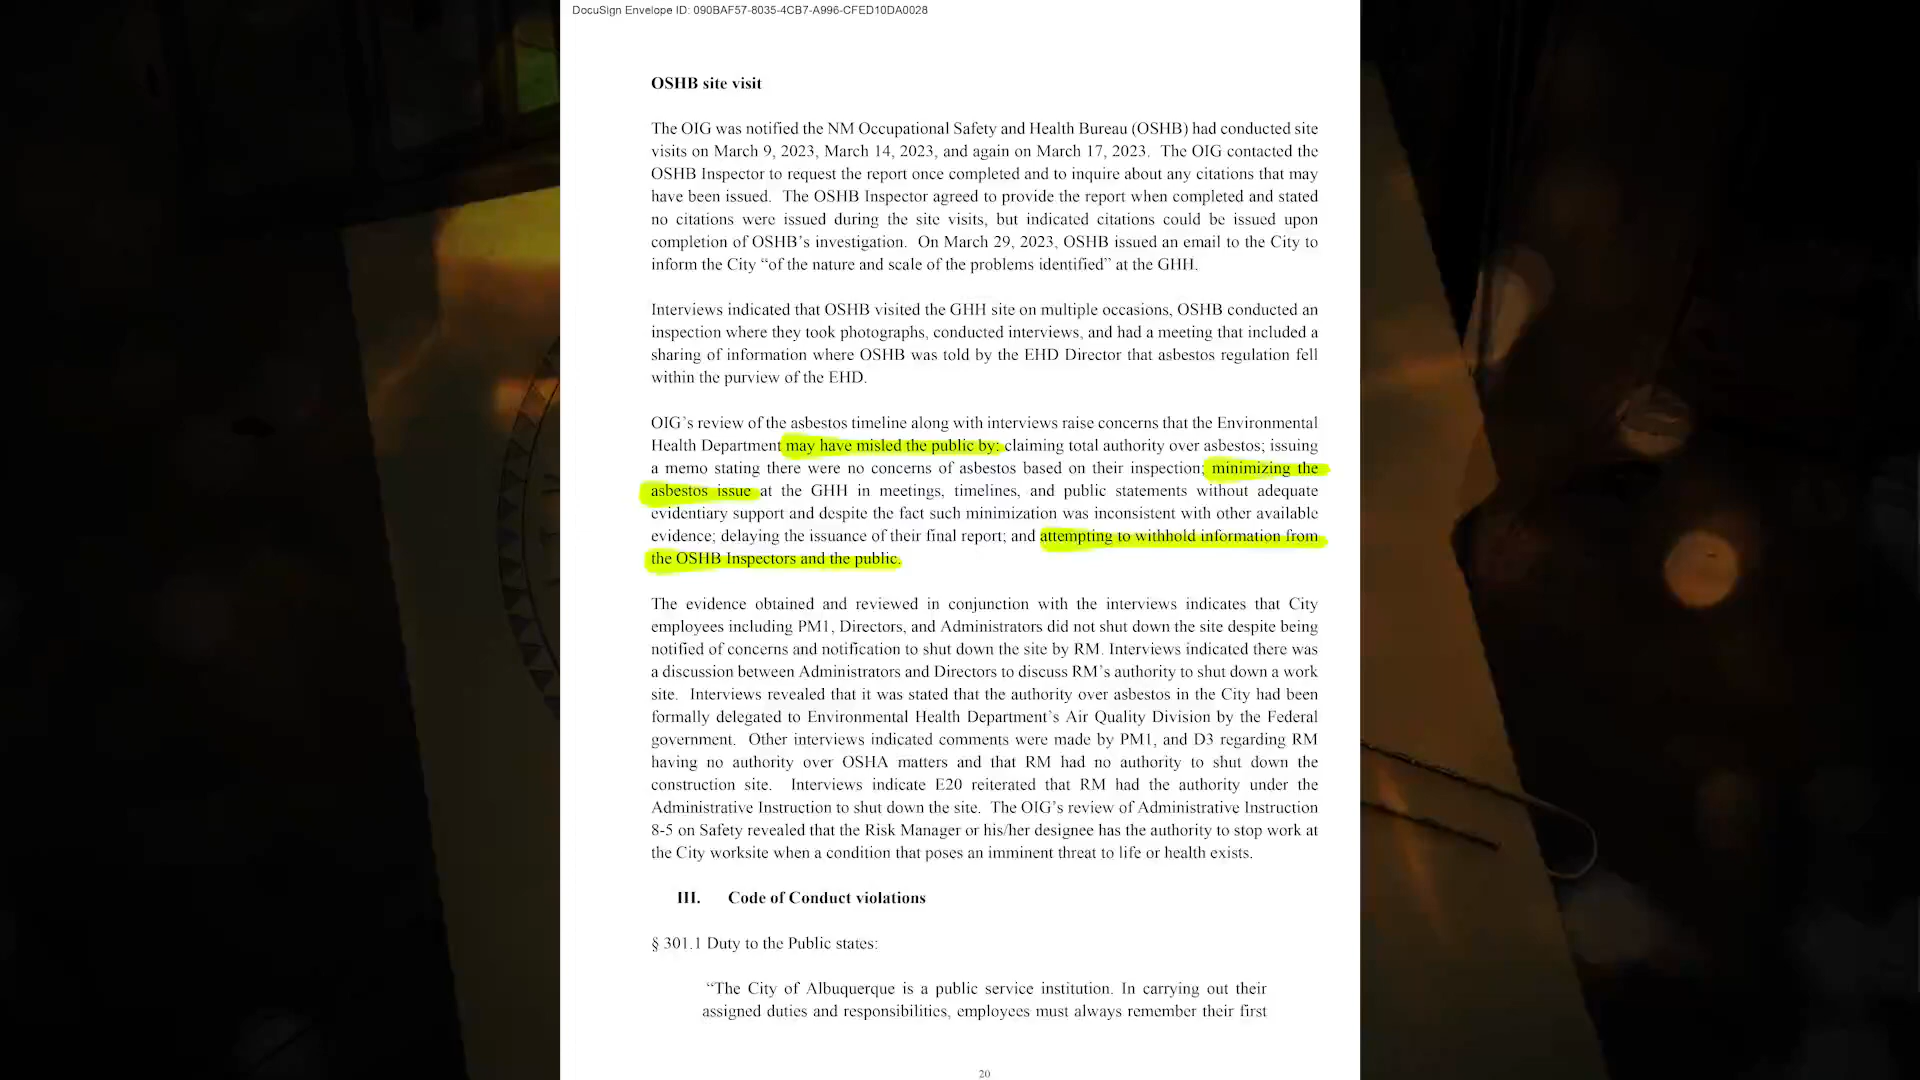 DocuSign Envelope ID: 090BAF57-8035-4CB7-A996-CFED10DA0028
OSHB site visit
The OIG was notified the NM Occupational Safety and Health Bureau (OSHB) had conducted site
visits on March 9, 2023, March 14, 2023, and again on March 17, 2023. The OIG contacted the
OSHB Inspector to request the report once completed and to inquire about any citations that may
have been issued. The OSHB Inspector agreed to provide the report when completed and stated
no citations were issued during the site visits, but indicated citations could be issued upon
completion of OSHB’s investigation. On March 29, 2023, OSHB issued an email to the City to
inform the City “of the nature and scale of the problems identified” at the GHH.
Interviews indicated that OSHB visited the GHH site on multiple occasions, OSHB conducted an
inspection where they took photographs, conducted interviews, and had a meeting that included a
sharing of information where OSHB was told by the EHD Director that asbestos regulation fell
within the purview of the EHD.
OIG’s review of the asbestos timeline along with interviews raise concerns that the Environmental
Health Department may have misled the public by: claiming total authority over asbestos; issuing
a memo stating there were no concerns of asbestos based on their inspection; minimizing the
asbestos issue at the GHH in meetings, timelines, and public statements without adequate
evidentiary support and despite the fact such minimization was inconsistent with other available
evidence; delaying the issuance of their final report; and attempting to withhold information from
the OSHB Inspectors and the public.
The evidence obtained and reviewed in conjunction with the interviews indicates that City
employees including PM1, Directors, and Administrators did not shut down the site despite being
notified of concerns and notification to shut down the site by RM. Interviews indicated there was
a discussion between Administrators and Directors to discuss RM’s authority to shut down a work
site. Interviews revealed that it was stated that the authority over asbestos in the City had been
formally delegated to Environmental Health Department’s Air Quality Division by the Federal
government. Other interviews indicated comments were made by PM1, and D3 regarding RM
having no authority over OSHA matters and that RM had no authority to shut down the
construction site. Interviews indicate E20 reiterated that RM had the authority under the
Administrative Instruction to shut down the site. The OIG’s review of Administrative Instruction
8-5 on Safety revealed that the Risk Manager or his/her designee has the authority to stop work at
the City worksite when a condition that poses an imminent threat to life or health exists.
III. Code of Conduct violations
§ 301.1 Duty to the Public states:
“The City of Albuquerque is a public service institution. In carrying out their
assigned duties and responsibilities, employees must always remember their first
20